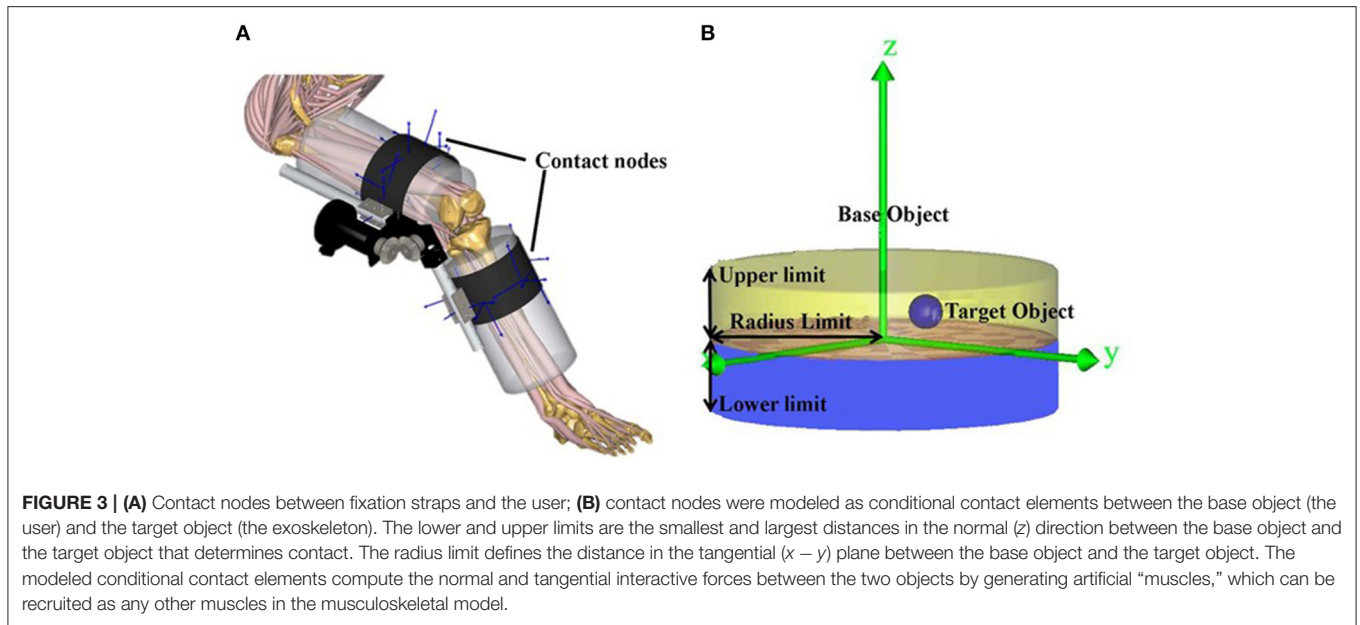 A
B
z
Contact nodes
Base Object
Upper limit
Target Object
Radius Limit
x
y
Lower limit
FIGURE 3 | (A) Contact nodes between fixation straps and the user; (B) contact nodes were modeled as conditional contact elements between the base object (the
user) and the target object (the exoskeleton). The lower and upper limits are the smallest and largest distances in the normal (z) direction between the base object and
the target object that determines contact. The radius limit defines the distance in the tangential (x − y) plane between the base object and the target object. The
modeled conditional contact elements compute the normal and tangential interactive forces between the two objects by generating artificial “muscles,” which can be
recruited as any other muscles in the musculoskeletal model.